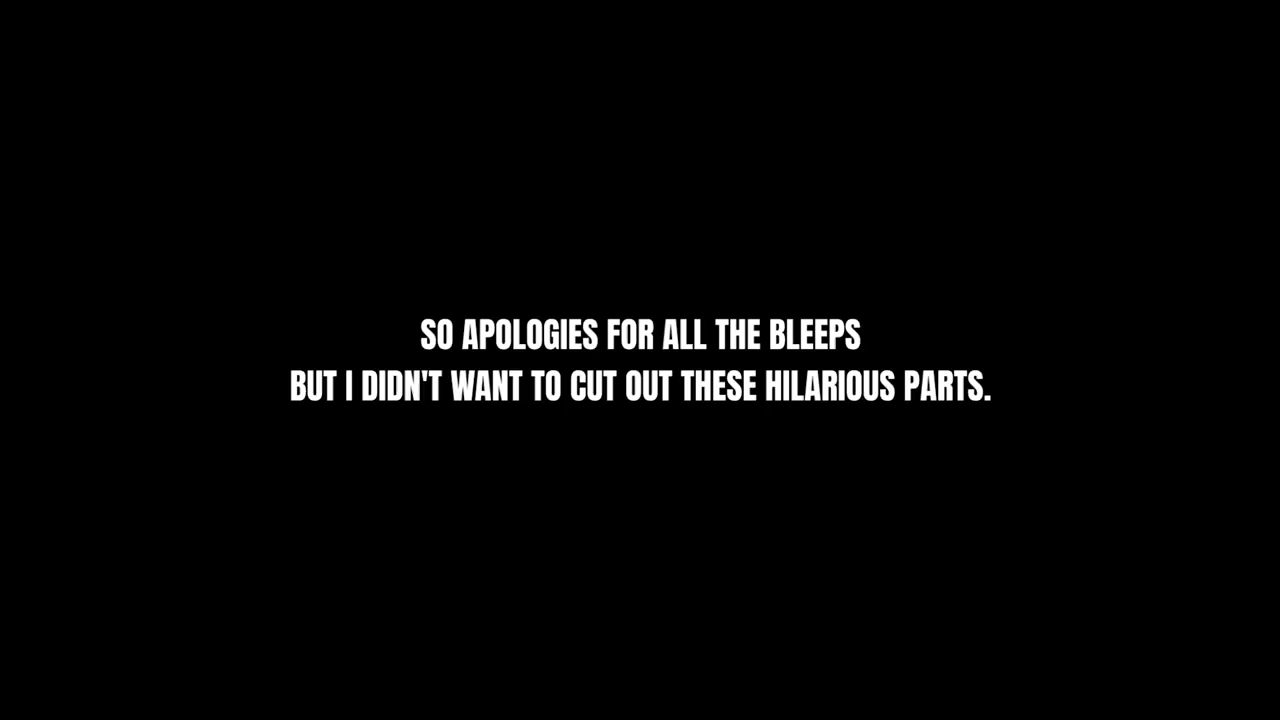 SO APOLOGIES FOR ALL THE BLEEPS
BUT I DIDN'T WANT TO CUT OUT THESE HILARIOUS PARTS.